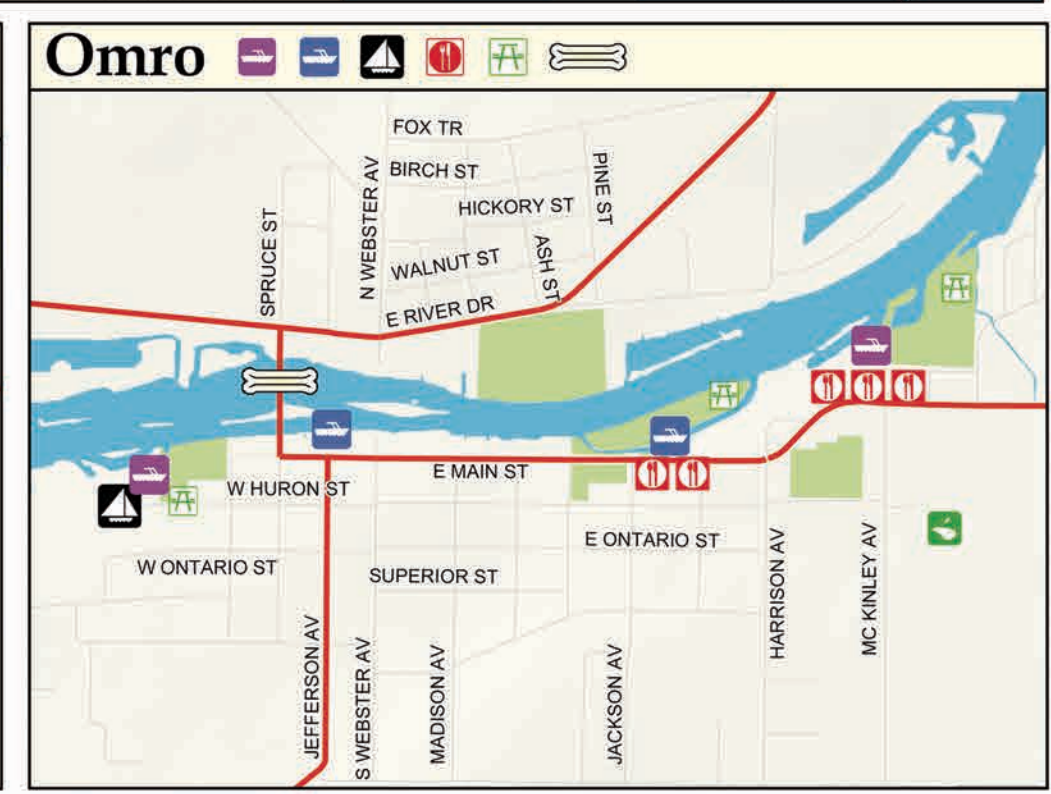 Omro
FOX TR
BIRCH ST
HICKORY ST
PINE ST
N WEBSTER AV
SPRUCE ST
WALNUT ST
ASH ST
E RIVER DR
E MAIN ST
W HURON ST
E ONTARIO ST
W ONTARIO ST
SUPERIOR ST
HARRISON AV
MC KINLEY AV
JEFFERSON AV
S WEBSTER AV
MADISON AV
JACKSON AV